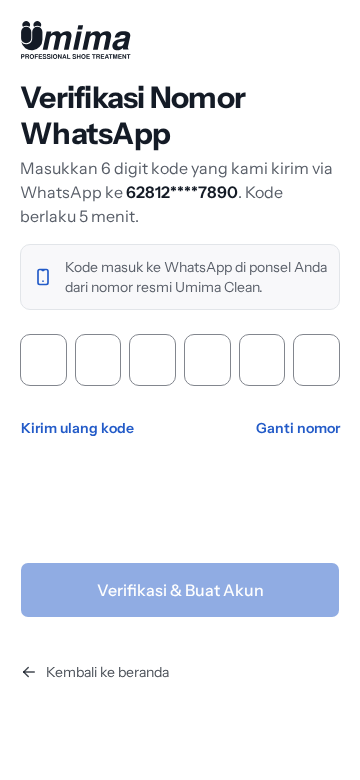 Ümima
PROFESSIONAL SHOE TREATMENT
Verifikasi Nomor
WhatsApp
Masukkan 6 digit kode yang kami kirim via
WhatsApp ke 62812****7890. Kode
berlaku 5 menit.
Kode masuk ke WhatsApp di ponsel Anda
dari nomor resmi Umima Clean.
Kirim ulang kode
Ganti nomor
Verifikasi & Buat Akun
Kembali ke beranda